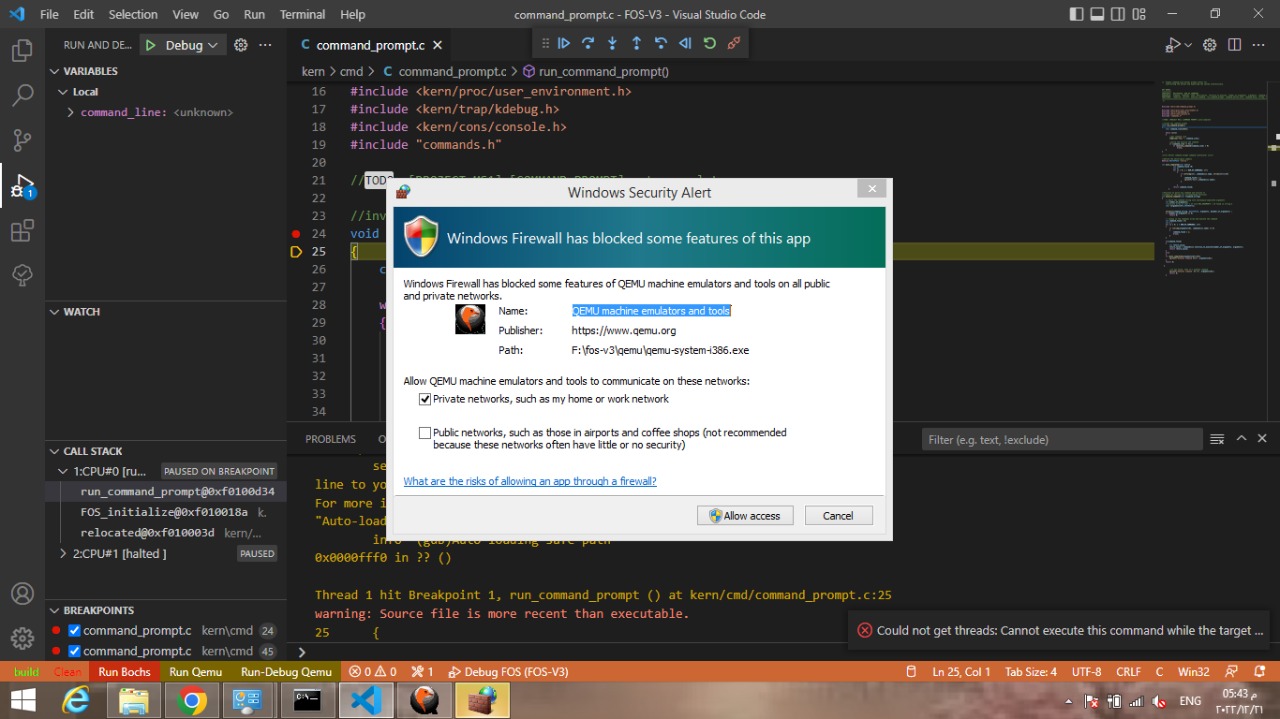 File Edit Selection View Go Run Terminal Help
command_prompt.c - FOS-V3 - Visual Studio Code
RUN AND DE... Debug
command_prompt.c
VARIABLES
Local
command_line: <unknown>
kern > cmd > C command_prompt.c > run_command_prompt()
16 #include <kern/proc/user_environment.h>
17 #include <kern/trap/kdebug.h>
18 #include <kern/cons/console.h>
19 #include "commands.h"
20
21 //TODO
22
23 //inv
24 void
25 {
26 c
27
28 w
29 {
30
31
32
33
34
Windows Security Alert
Windows Firewall has blocked some features of this app
Windows Firewall has blocked some features of QEMU machine emulators and tools on all public
and private networks.
Name: QEMU machine emulators and tools
Publisher: https://www.qemu.org
Path: F:\fos-v3\qemu\qemu-system-i386.exe
Allow QEMU machine emulators and tools to communicate on these networks:
Private networks, such as my home or work network
Public networks, such as those in airports and coffee shops (not recommended
because these networks often have little or no security)
What are the risks of allowing an app through a firewall?
Allow access Cancel
WATCH
CALL STACK
1:CPU#0 [ru... PAUSED ON BREAKPOINT
run_command_prompt@0xf0100d34
FOS_initialize@0xf010018a k.
relocated@0xf010003d kern/...
2:CPU#1 [halted ] PAUSED
BREAKPOINTS
command_prompt.c kern\cmd 24
command_prompt.c kern\cmd 45
PROBLEMS O
Filter (e.g. text, !exclude)
se
line to yo
For more i
"Auto-load
info "(gdb)Auto-loading safe path"
0x0000fff0 in ?? ()
Thread 1 hit Breakpoint 1, run_command_prompt () at kern/cmd/command_prompt.c:25
warning: Source file is more recent than executable.
25 {
Could not get threads: Cannot execute this command while the target ...
build Clean Run Bochs Run Qemu Run-Debug Qemu 0 0 1 Debug FOS (FOS-V3)
Ln 25, Col 1 Tab Size: 4 UTF-8 CRLF C Win32
ENG
05:43 م
٢٠٢٢/١٢/٢١